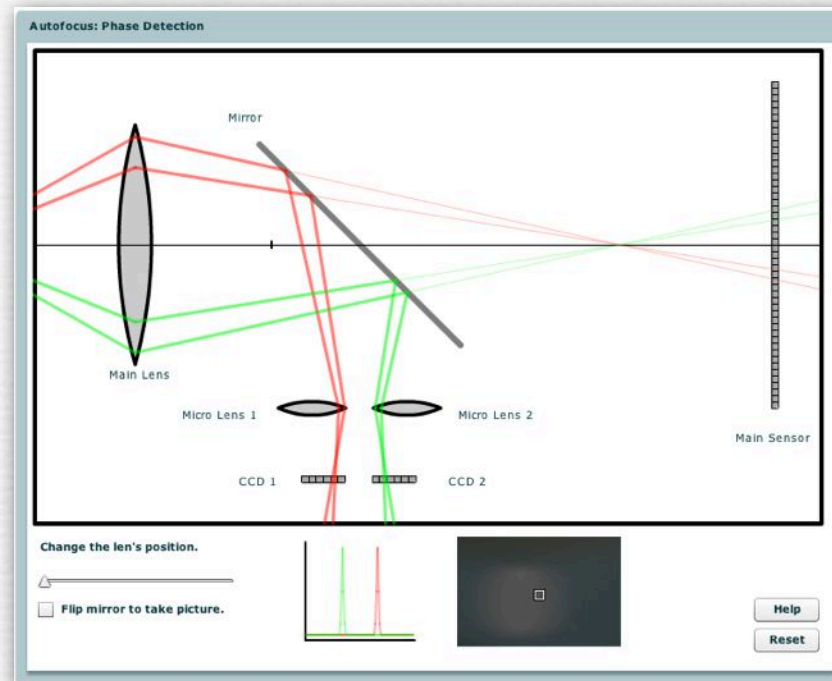 Autofocus: Phase Detection
Mirror
Main Lens
Micro Lens 1
Micro Lens 2
Main Sensor
CCD 1
CCD 2
Change the len's position.
Flip mirror to take picture.
Help
Reset